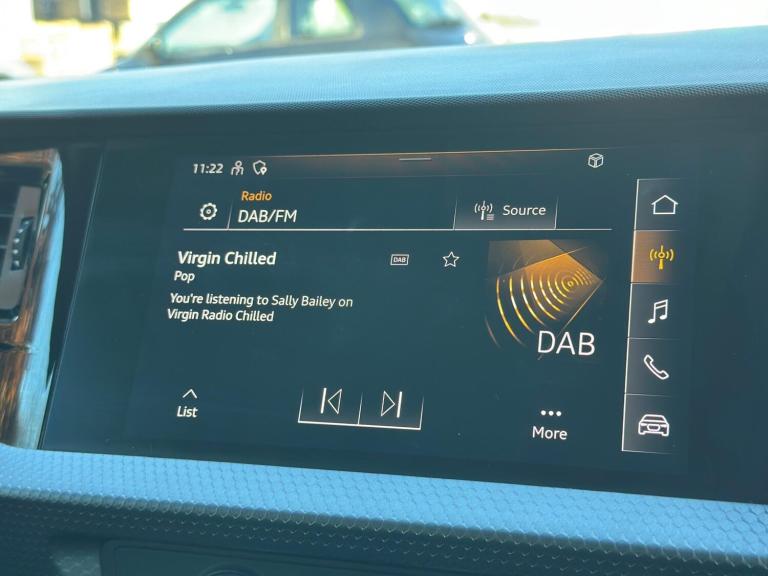 11:22
Radio
DAB/FM
Source
Virgin Chilled
DAB
Pop
You're listening to Sally Bailey on
Virgin Radio Chilled
DAB
List
More